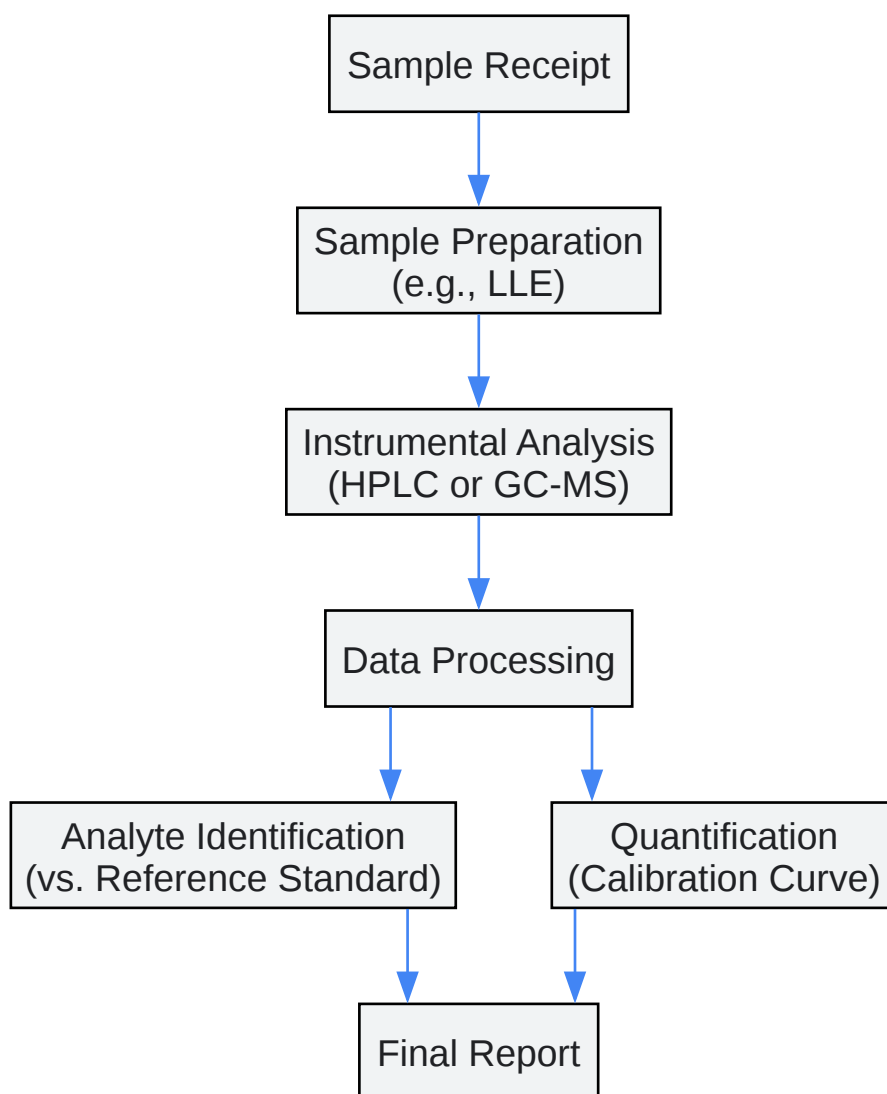 Sample Receipt
Sample Preparation
(e.g., LLE)
Instrumental Analysis
(HPLC or GC-MS)
Data Processing
Analyte Identification
(vs. Reference Standard)
Quantification
(Calibration Curve)
Final Report